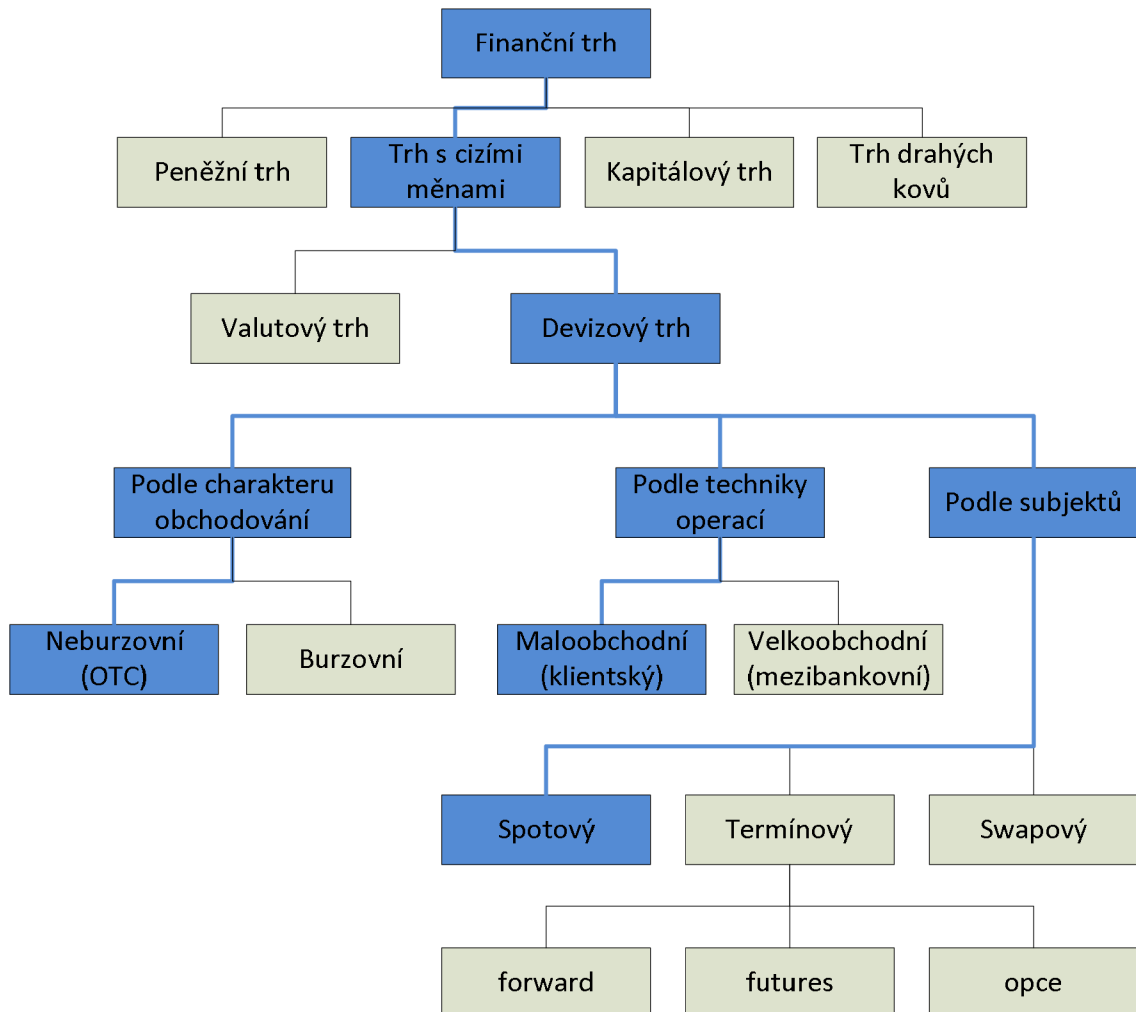 Finanční trh
Peněžní trh
Trh s cizími
měnami
Kapitálový trh
Trh drahých
kovů
Valutový trh
Devizový trh
Podle charakteru
obchodování
Podle techniky
operací
Podle subjektů
Neburzovní
(OTC)
Burzovní
Maloobchodní
(klientský)
Velkoobchodní
(mezibankovní)
Spotový
Termínový
Swapový
forward
futures
opce